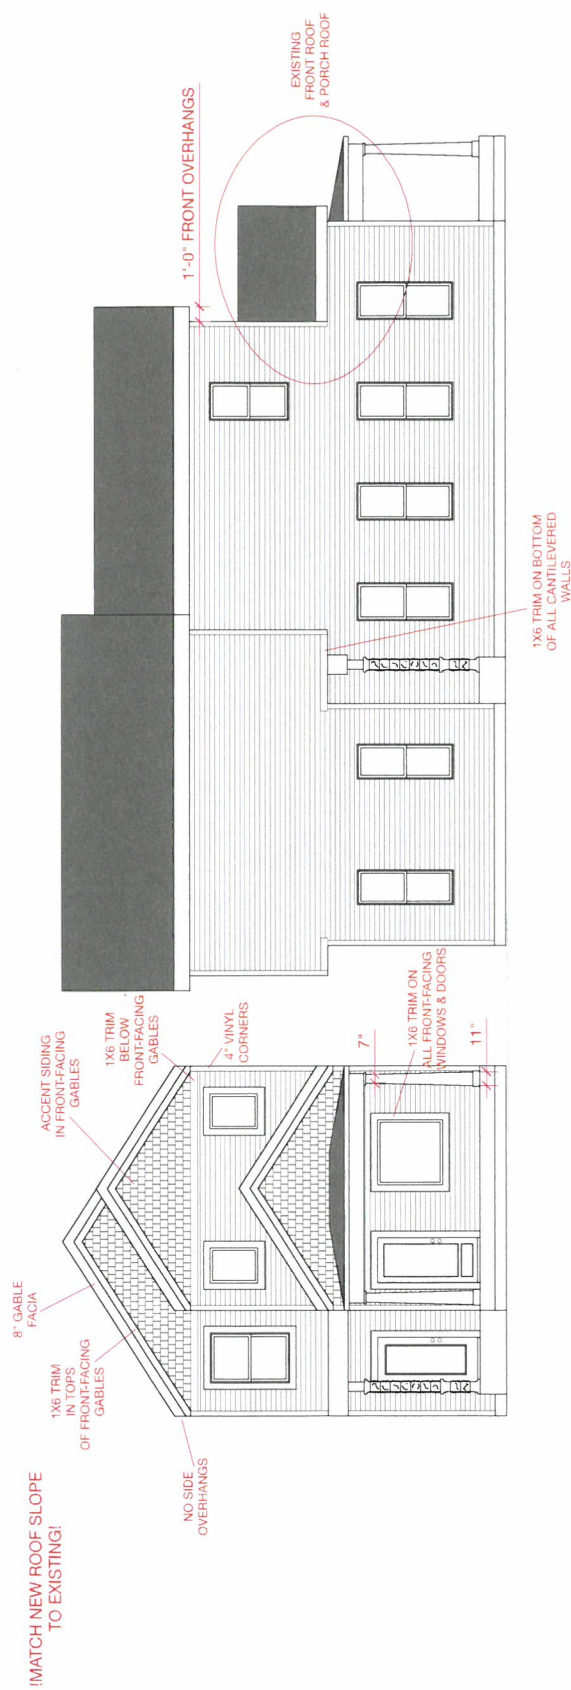 !MATCH NEW ROOF SLOPE
TO EXISTING!
8" GABLE
FACIA
1X6 TRIM
IN TOPS
OF FRONT-FACING
GABLES
NO SIDE
OVERHANGS
ACCENT SIDING
IN FRONT-FACING
GABLES
1X6 TRIM
BELOW
FRONT-FACING
GABLES
4" VINYL
CORNERS
7"
1X6 TRIM ON
ALL FRONT-FACING
WINDOWS & DOORS
11"
1'-0" FRONT OVERHANGS
EXISTING
FRONT ROOF
& PORCH ROOF
1X6 TRIM ON BOTTOM
OF ALL CANTILEVERED
WALLS